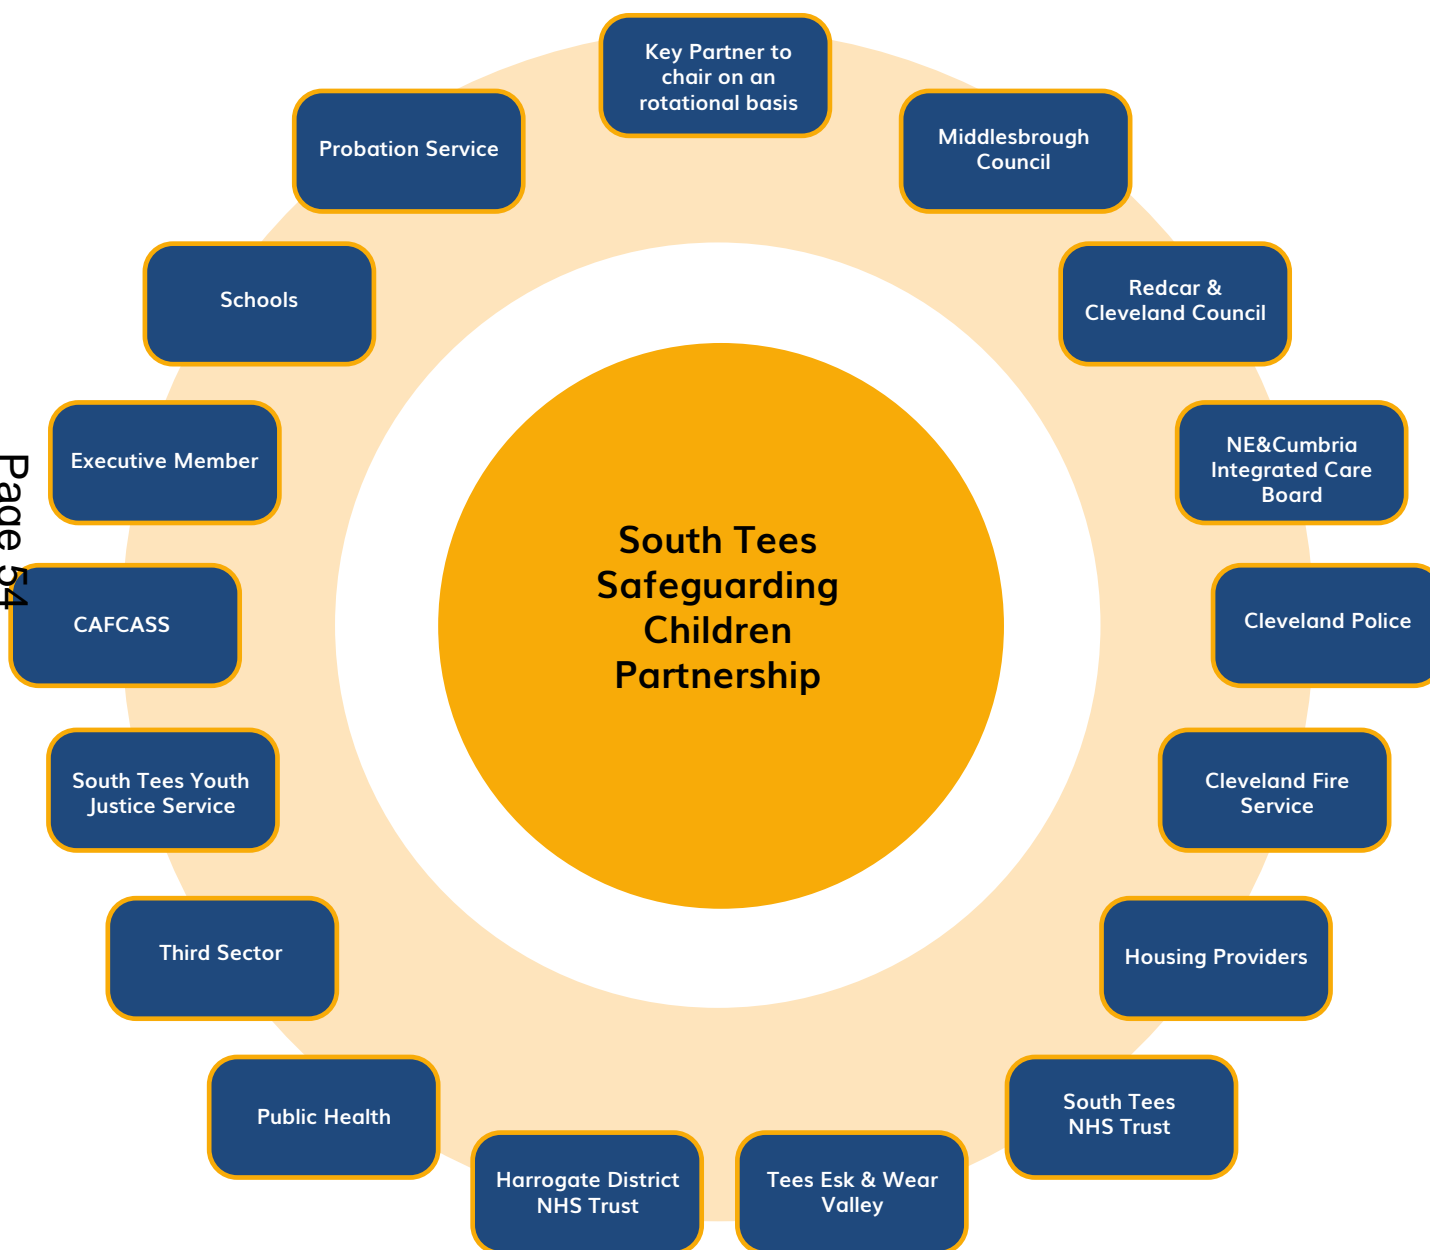 Key Partner to
chair on an
rotational basis
Middlesbrough
Council
Redcar &
Cleveland Council
NE&Cumbria
Integrated Care
Board
Cleveland Police
Cleveland Fire
Service
Housing Providers
South Tees
NHS Trust
Tees Esk & Wear
Valley
Harrogate District
NHS Trust
Public Health
Third Sector
South Tees Youth
Justice Service
CAFCASS
Executive Member
Schools
Probation Service
South Tees
Safeguarding
Children
Partnership
Page 54